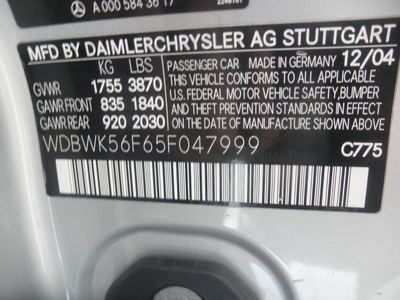 A 000 584 36 17
MFD BY DAIMLERCHRYSLER AG STUTTGART
KG LBS
GVWR 1755 3870
GAWR FRONT 835 1840
GAWR REAR 920 2030
PASSENGER CAR MADE IN GERMANY 12/04
THIS VEHICLE CONFORMS TO ALL APPLICABLE
U.S. FEDERAL MOTOR VEHICLE SAFETY, BUMPER
AND THEFT PREVENTION STANDARDS IN EFFECT
ON THE DATE OF MANUFACTURE SHOWN ABOVE
WDBWK56F65F047999
C775